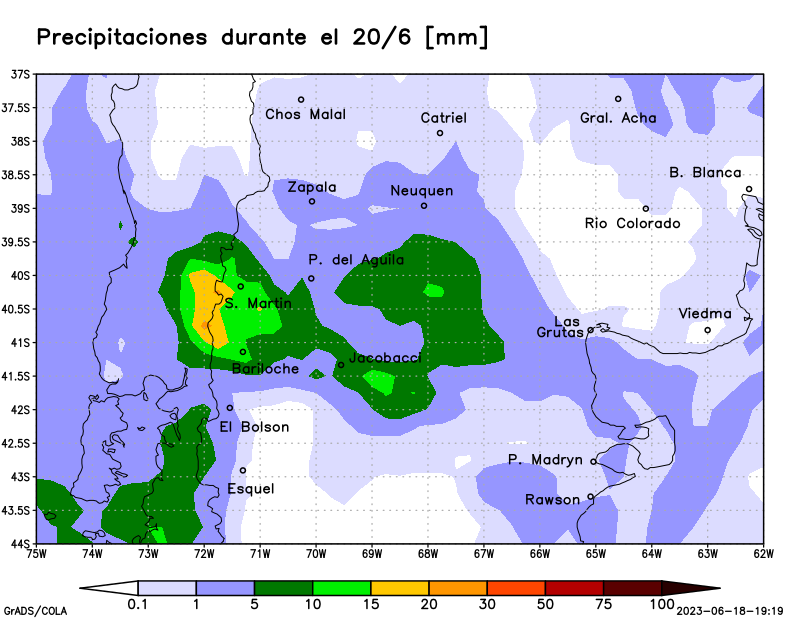 Precipitaciones durante el 20/6 [mm]
37S
37.5S
38S
38.5S
39S
39.5S
40S
40.5S
41S
41.5S
42S
42.5S
43S
43.5S
44S
Chos Malal
Catriel
Gral. Acha
B. Blanca
Zapala
Neuquen
Rio Colorado
P. del Aguila
S. Martin
Viedma
Las
Grutas
Jacobacci
Bariloche
El Bolson
P. Madryn
Esquel
Rawson
75W 74W 73W 72W 71W 70W 69W 68W 67W 66W 65W 64W 63W 62W
0.1 1 5 10 15 20 30 50 75 100
GrADS/COLA
2023-06-18-19:19